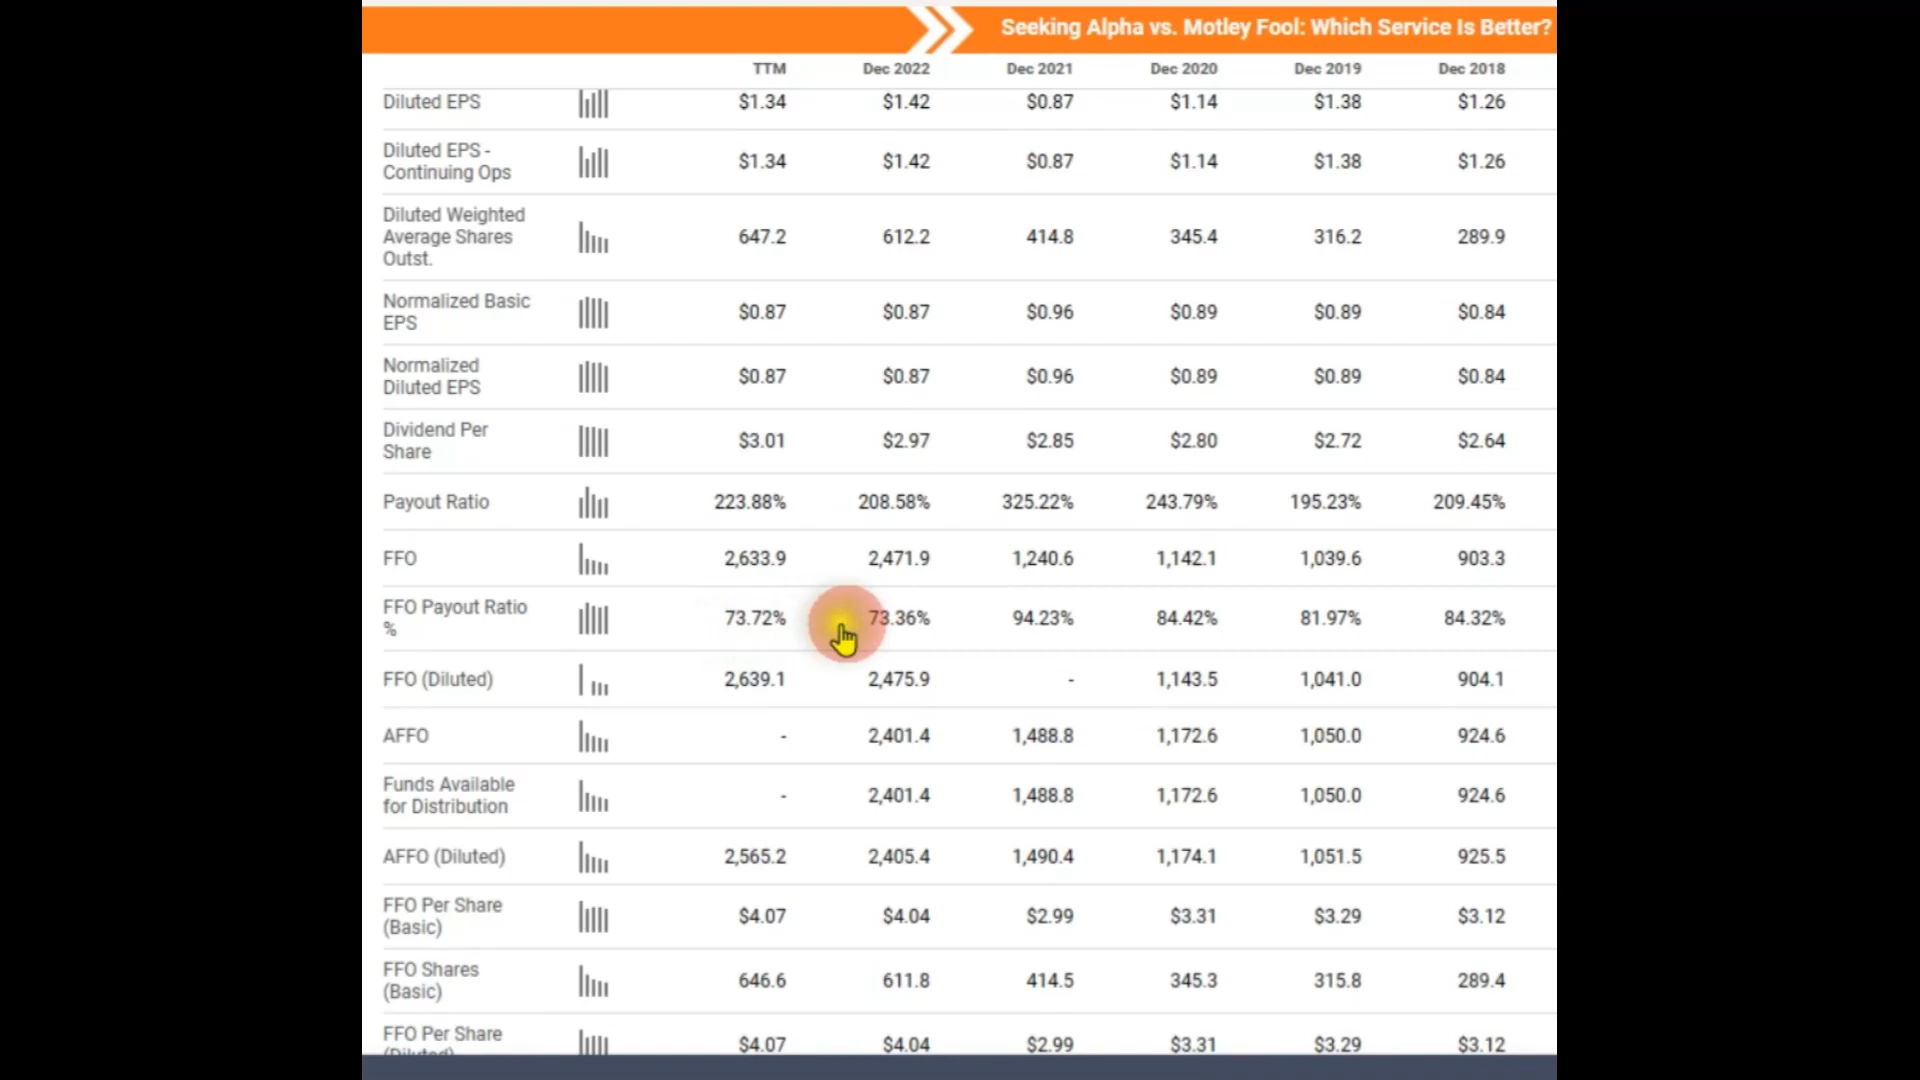 Seeking Alpha vs. Motley Fool: Which Service Is Better?
TTM Dec 2022 Dec 2021 Dec 2020 Dec 2019 Dec 2018
Diluted EPS $1.34 $1.42 $0.87 $1.14 $1.38 $1.26
Diluted EPS -
Continuing Ops $1.34 $1.42 $0.87 $1.14 $1.38 $1.26
Diluted Weighted
Average Shares 647.2 612.2 414.8 345.4 316.2 289.9
Outst.
Normalized Basic
EPS $0.87 $0.87 $0.96 $0.89 $0.89 $0.84
Normalized
Diluted EPS $0.87 $0.87 $0.96 $0.89 $0.89 $0.84
Dividend Per
Share $3.01 $2.97 $2.85 $2.80 $2.72 $2.64
Payout Ratio 223.88% 208.58% 325.22% 243.79% 195.23% 209.45%
FFO 2,633.9 2,471.9 1,240.6 1,142.1 1,039.6 903.3
FFO Payout Ratio
% 73.72% 73.36% 94.23% 84.42% 81.97% 84.32%
FFO (Diluted) 2,639.1 2,475.9 - 1,143.5 1,041.0 904.1
AFFO - 2,401.4 1,488.8 1,172.6 1,050.0 924.6
Funds Available
for Distribution - 2,401.4 1,488.8 1,172.6 1,050.0 924.6
AFFO (Diluted) 2,565.2 2,405.4 1,490.4 1,174.1 1,051.5 925.5
FFO Per Share
(Basic) $4.07 $4.04 $2.99 $3.31 $3.29 $3.12
FFO Shares
(Basic) 646.6 611.8 414.5 345.3 315.8 289.4
FFO Per Share
(Diluted) $4.07 $4.04 $2.99 $3.31 $3.29 $3.12